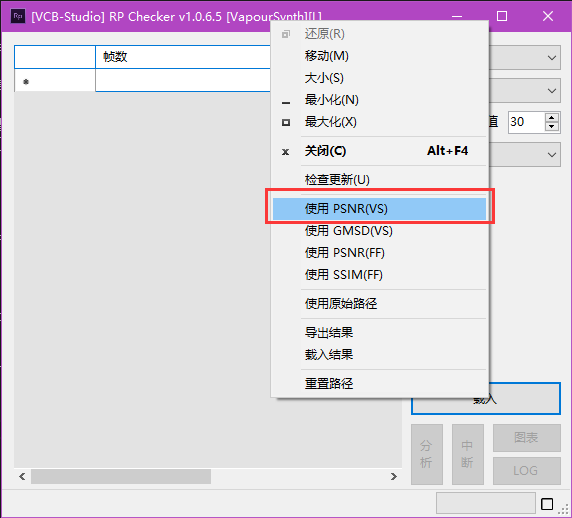 [VCB-Studio] RP Checker v1.0.6.5 [VapourSynth][L]
帧数
值 30
还原(R)
移动(M)
大小(S)
最小化(N)
最大化(X)
关闭(C) Alt+F4
检查更新(U)
使用 PSNR(VS)
使用 GMSD(VS)
使用 PSNR(FF)
使用 SSIM(FF)
使用原始路径
导出结果
载入结果
重置路径
载入
分析
中断
图表
LOG